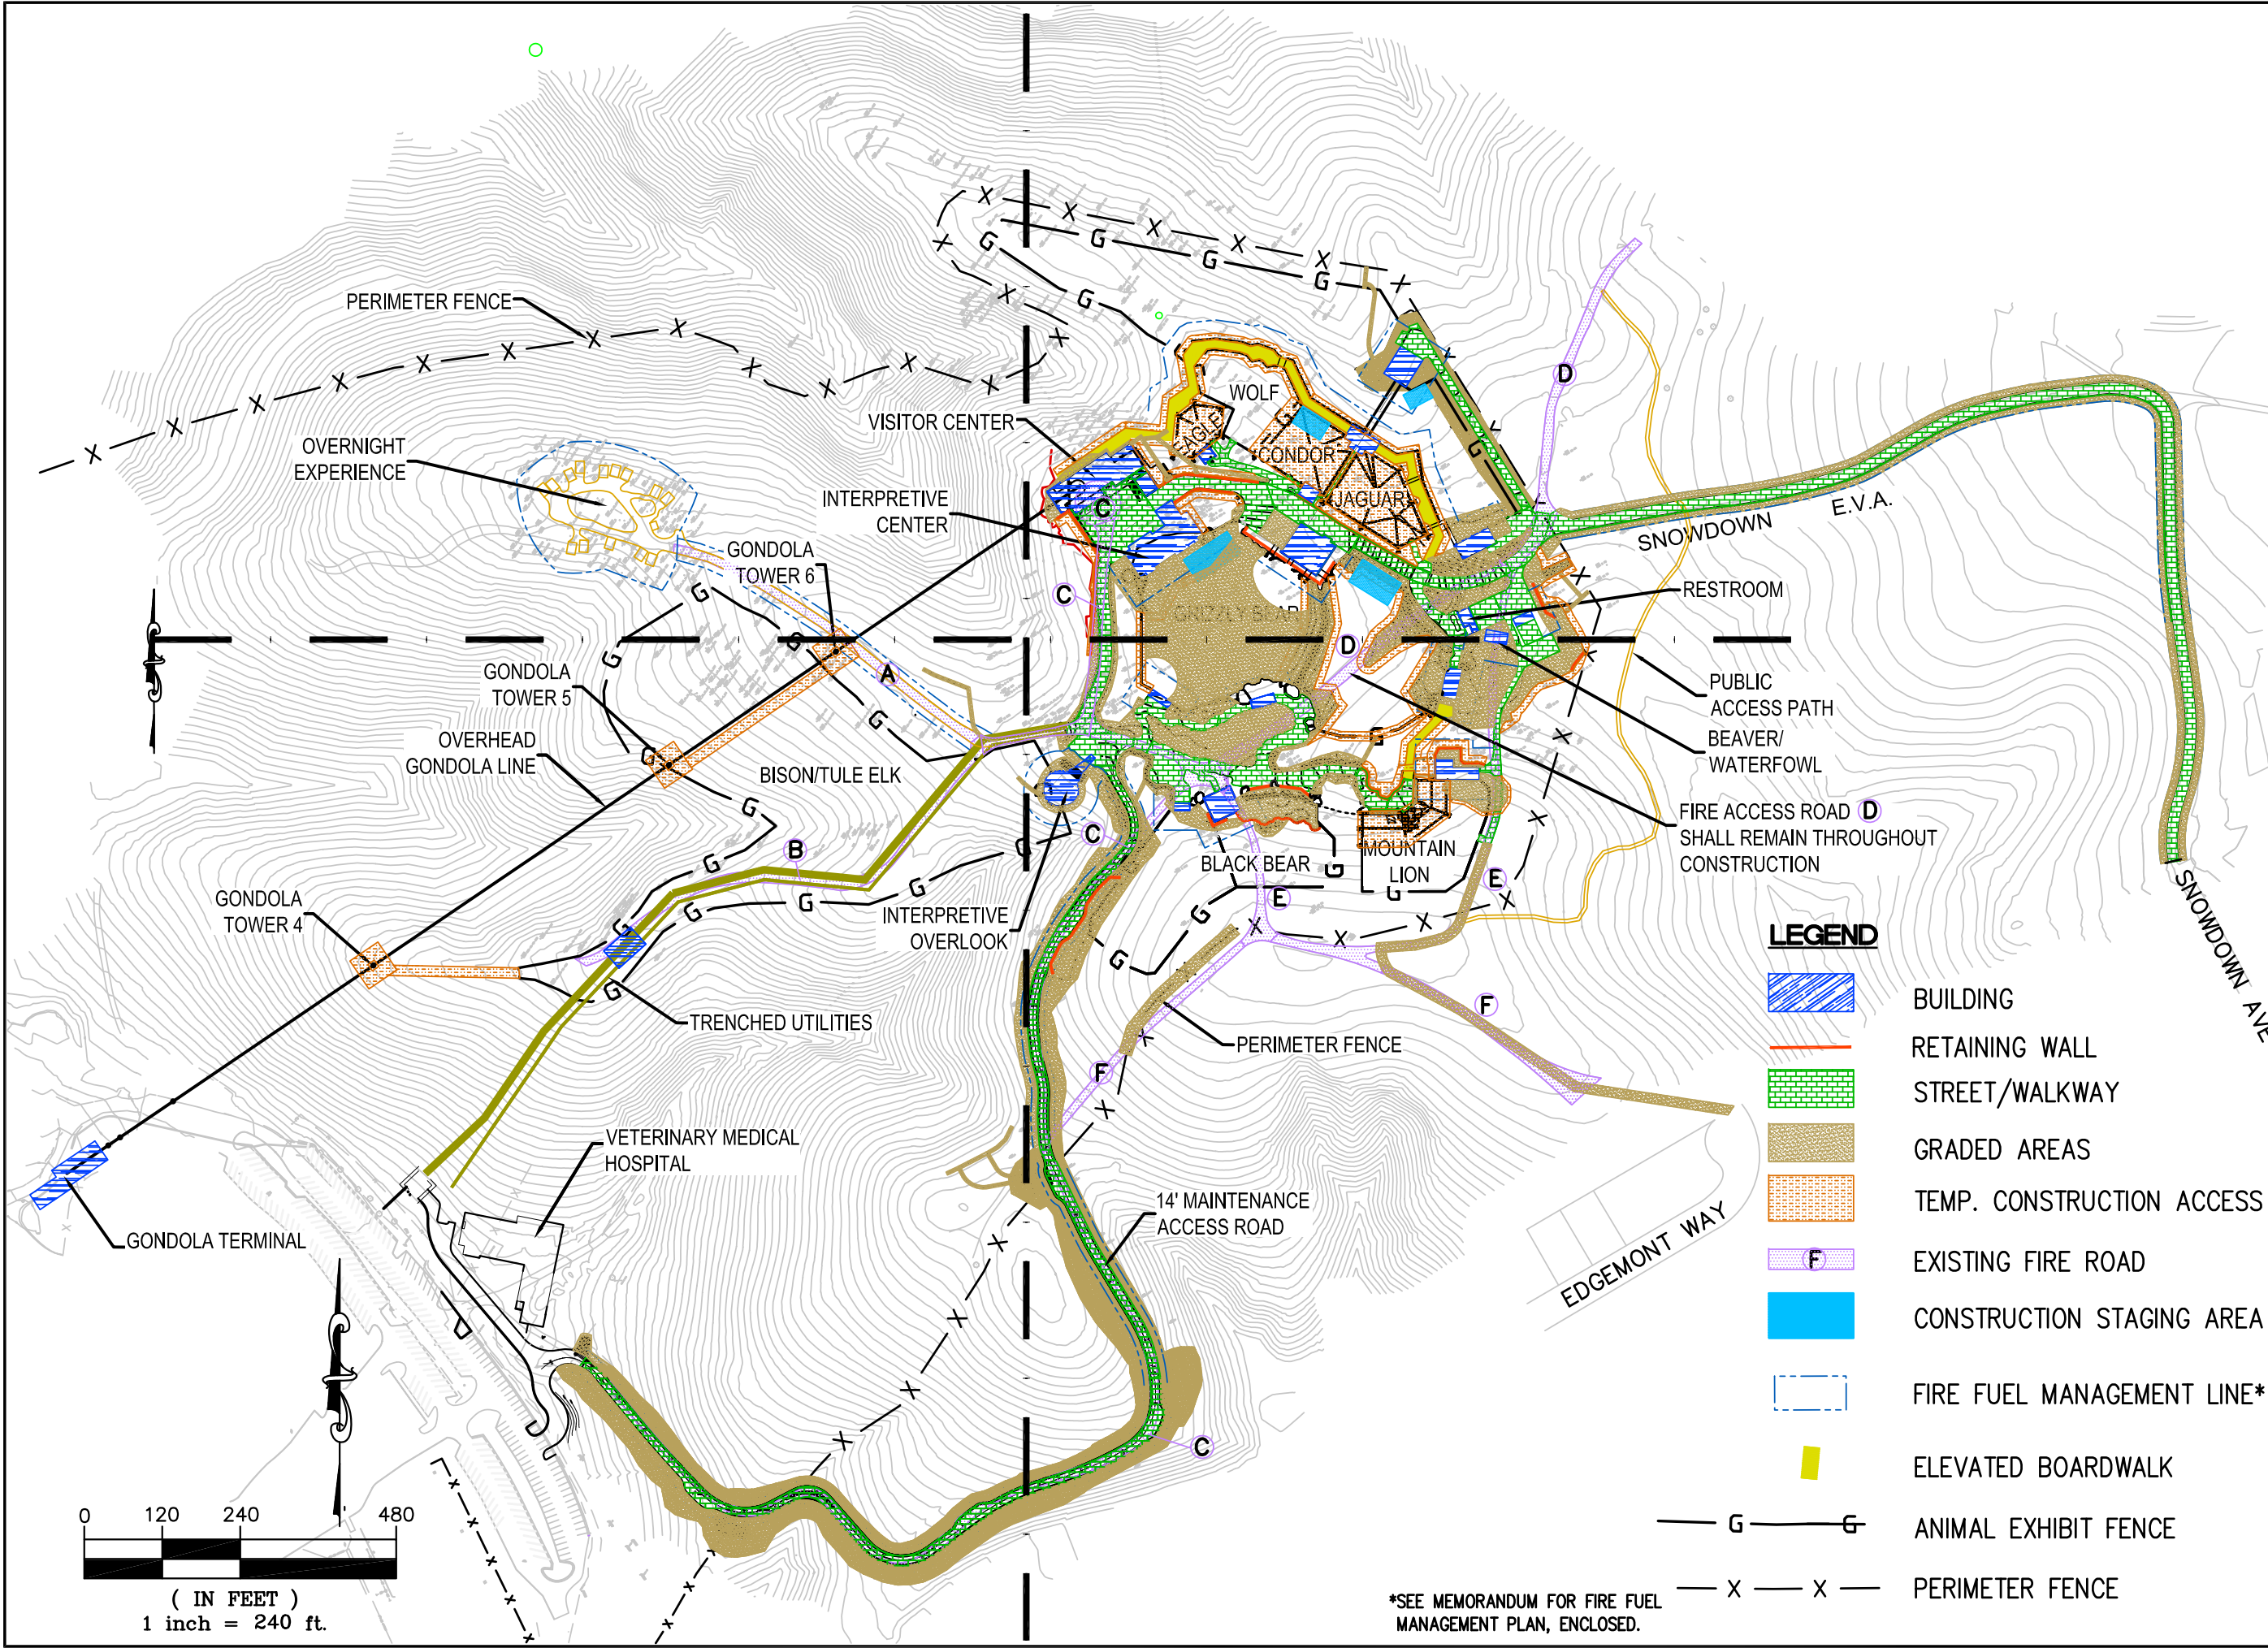 PERIMETER FENCE
OVERNIGHT
EXPERIENCE
VISITOR CENTER
INTERPRETIVE
CENTER
GONDOLA
TOWER 6
GONDOLA
TOWER 5
OVERHEAD
GONDOLA LINE
BISON/TULE ELK
GONDOLA
TOWER 4
TRENCHED UTILITIES
INTERPRETIVE
OVERLOOK
VETERINARY MEDICAL
HOSPITAL
GONDOLA TERMINAL
WOLF
EAGLE
CONDOR
JAGUAR
GRIZZLY BEAR
BLACK BEAR
MOUNTAIN
LION
PERIMETER FENCE
14' MAINTENANCE
ACCESS ROAD
SNOWDOWN
E.V.A.
RESTROOM
PUBLIC
ACCESS PATH
BEAVER/
WATERFOWL
FIRE ACCESS ROAD D
SHALL REMAIN THROUGHOUT
CONSTRUCTION
SNOWDOWN AVE
EDGEMONT WAY
A
B
C
C
C
C
D
D
E
E
F
F
LEGEND
BUILDING
RETAINING WALL
STREET/WALKWAY
GRADED AREAS
TEMP. CONSTRUCTION ACCESS
F EXISTING FIRE ROAD
CONSTRUCTION STAGING AREA
FIRE FUEL MANAGEMENT LINE*
ELEVATED BOARDWALK
G G ANIMAL EXHIBIT FENCE
X X PERIMETER FENCE
*SEE MEMORANDUM FOR FIRE FUEL
MANAGEMENT PLAN, ENCLOSED.
0 120 240 480
( IN FEET )
1 inch = 240 ft.